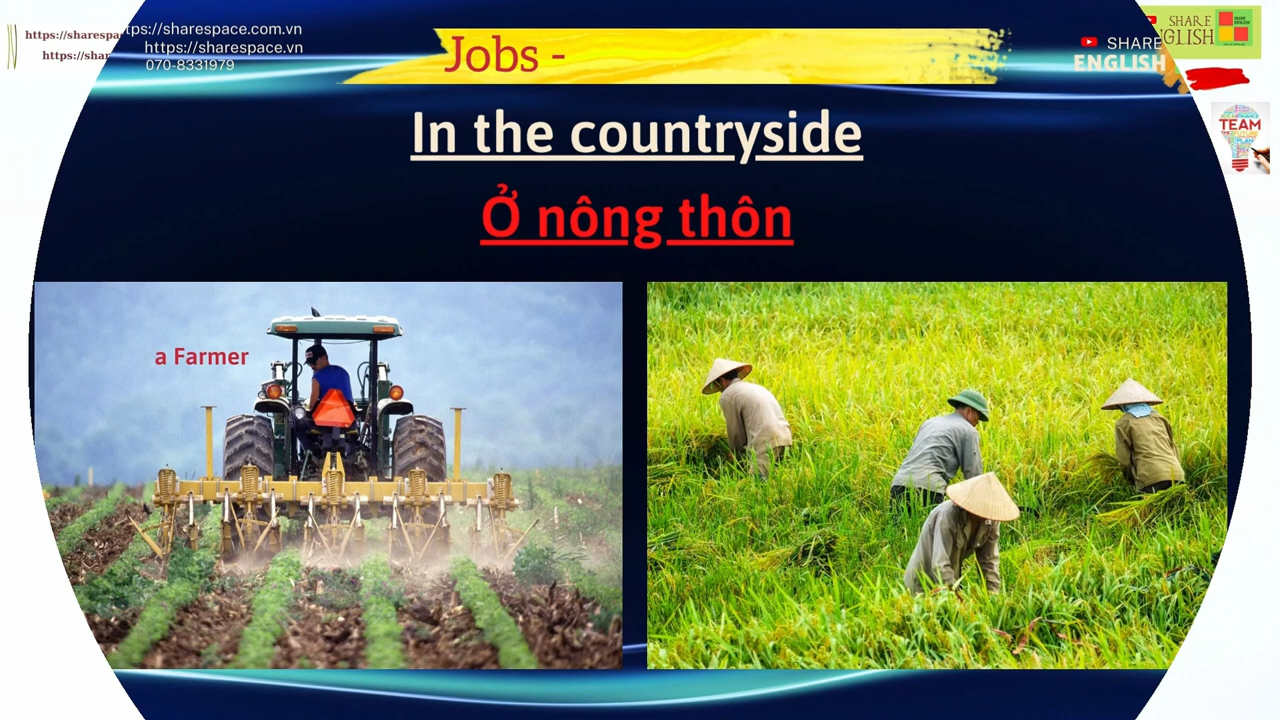 https://sharespace.com.vn
https://sharespace.vn
070-8331979
Jobs -
SHARE
ENGLISH
SHARE
TEAM
PLAN
In the countryside
Ở nông thôn
a Farmer